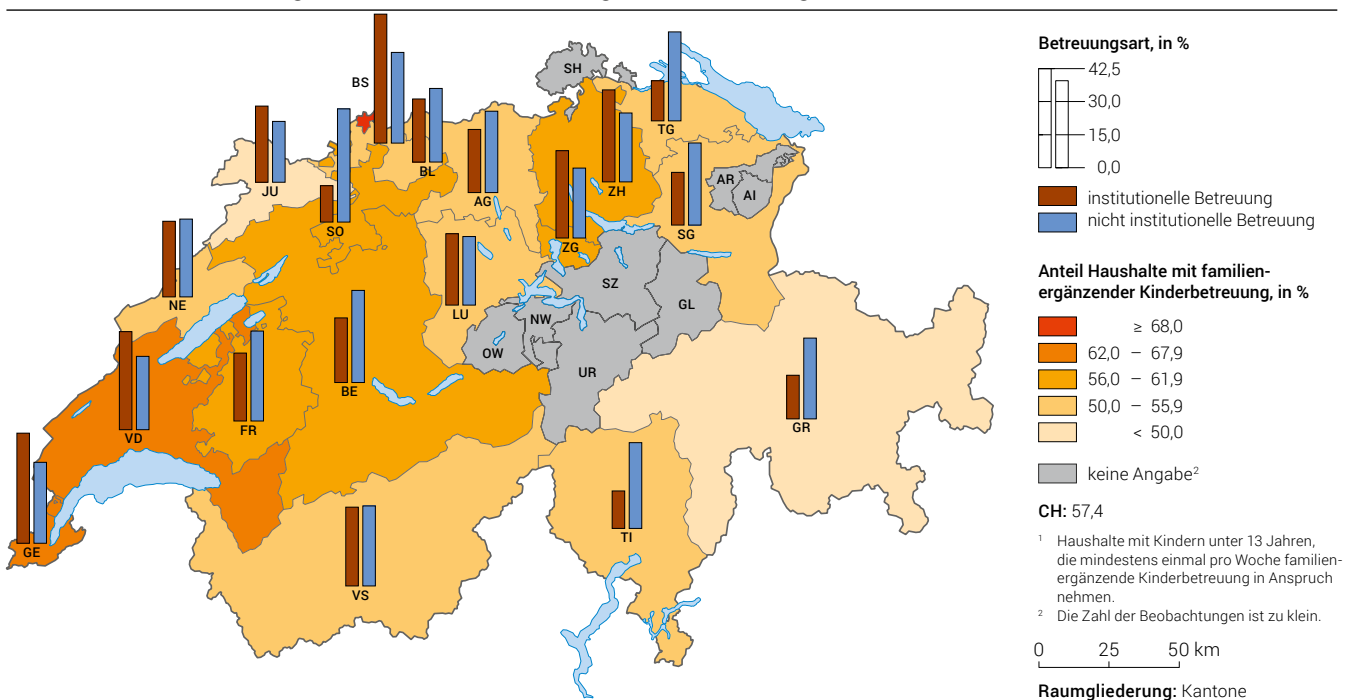 SH
BS
TG
BL
JU
AG
ZH
AR
AI
SO
SG
ZG
SZ
NE
LU
NW
GL
OW
UR
BE
VD
FR
GR
GE
TI
VS
Betreuungsart, in %
42,5
30,0
15,0
0,0
institutionelle Betreuung
nicht institutionelle Betreuung
Anteil Haushalte mit familien-
ergänzender Kinderbetreuung, in %
≥ 68,0
62,0 – 67,9
56,0 – 61,9
50,0 – 55,9
< 50,0
keine Angabe²
CH: 57,4
¹ Haushalte mit Kindern unter 13 Jahren,
die mindestens einmal pro Woche familien-
ergänzende Kinderbetreuung in Anspruch
nehmen.
² Die Zahl der Beobachtungen ist zu klein.
0 25 50 km
Raumgliederung: Kantone